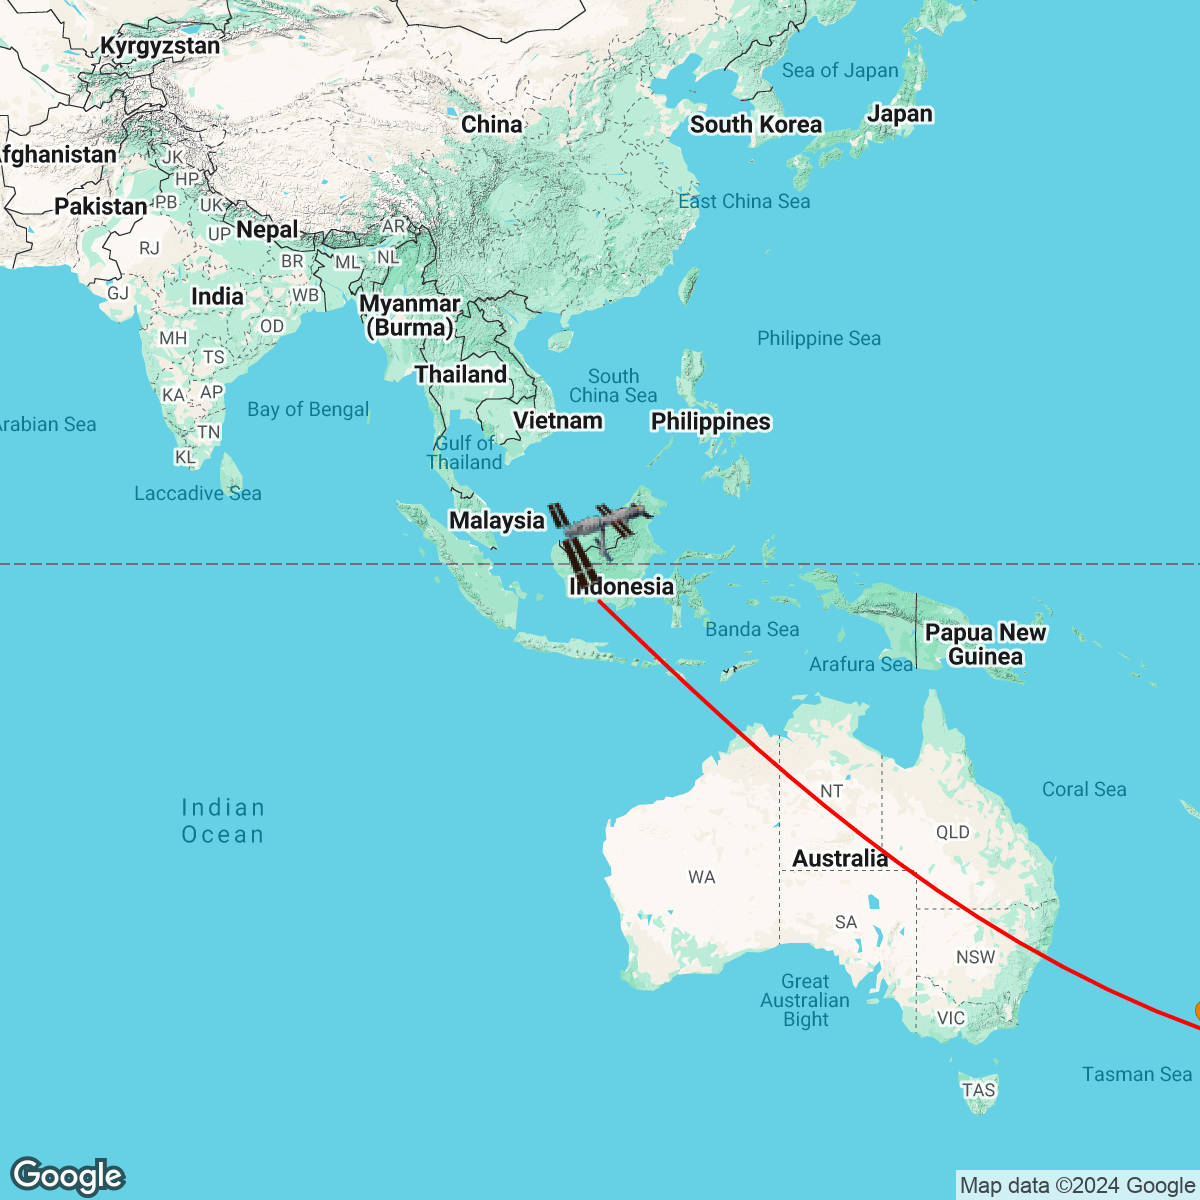 Kyrgyzstan
Sea of Japan
Japan
China
South Korea
Afghanistan
JK
HP
Pakistan
PB
UK
East China Sea
Nepal
UP
AR
RJ
BR
ML
NL
GJ
India
WB
Myanmar
(Burma)
OD
MH
Philippine Sea
TS
Thailand
South
China Sea
KA
AP
Bay of Bengal
Arabian Sea
Vietnam
Philippines
TN
Gulf of
Thailand
KL
Laccadive Sea
Malaysia
Indonesia
Banda Sea
Papua New
Guinea
Arafura Sea
NT
Coral Sea
Indian
Ocean
QLD
Australia
WA
SA
NSW
Great
Australian
Bight
VIC
Tasman Sea
TAS
Google
Map data ©2024 Google